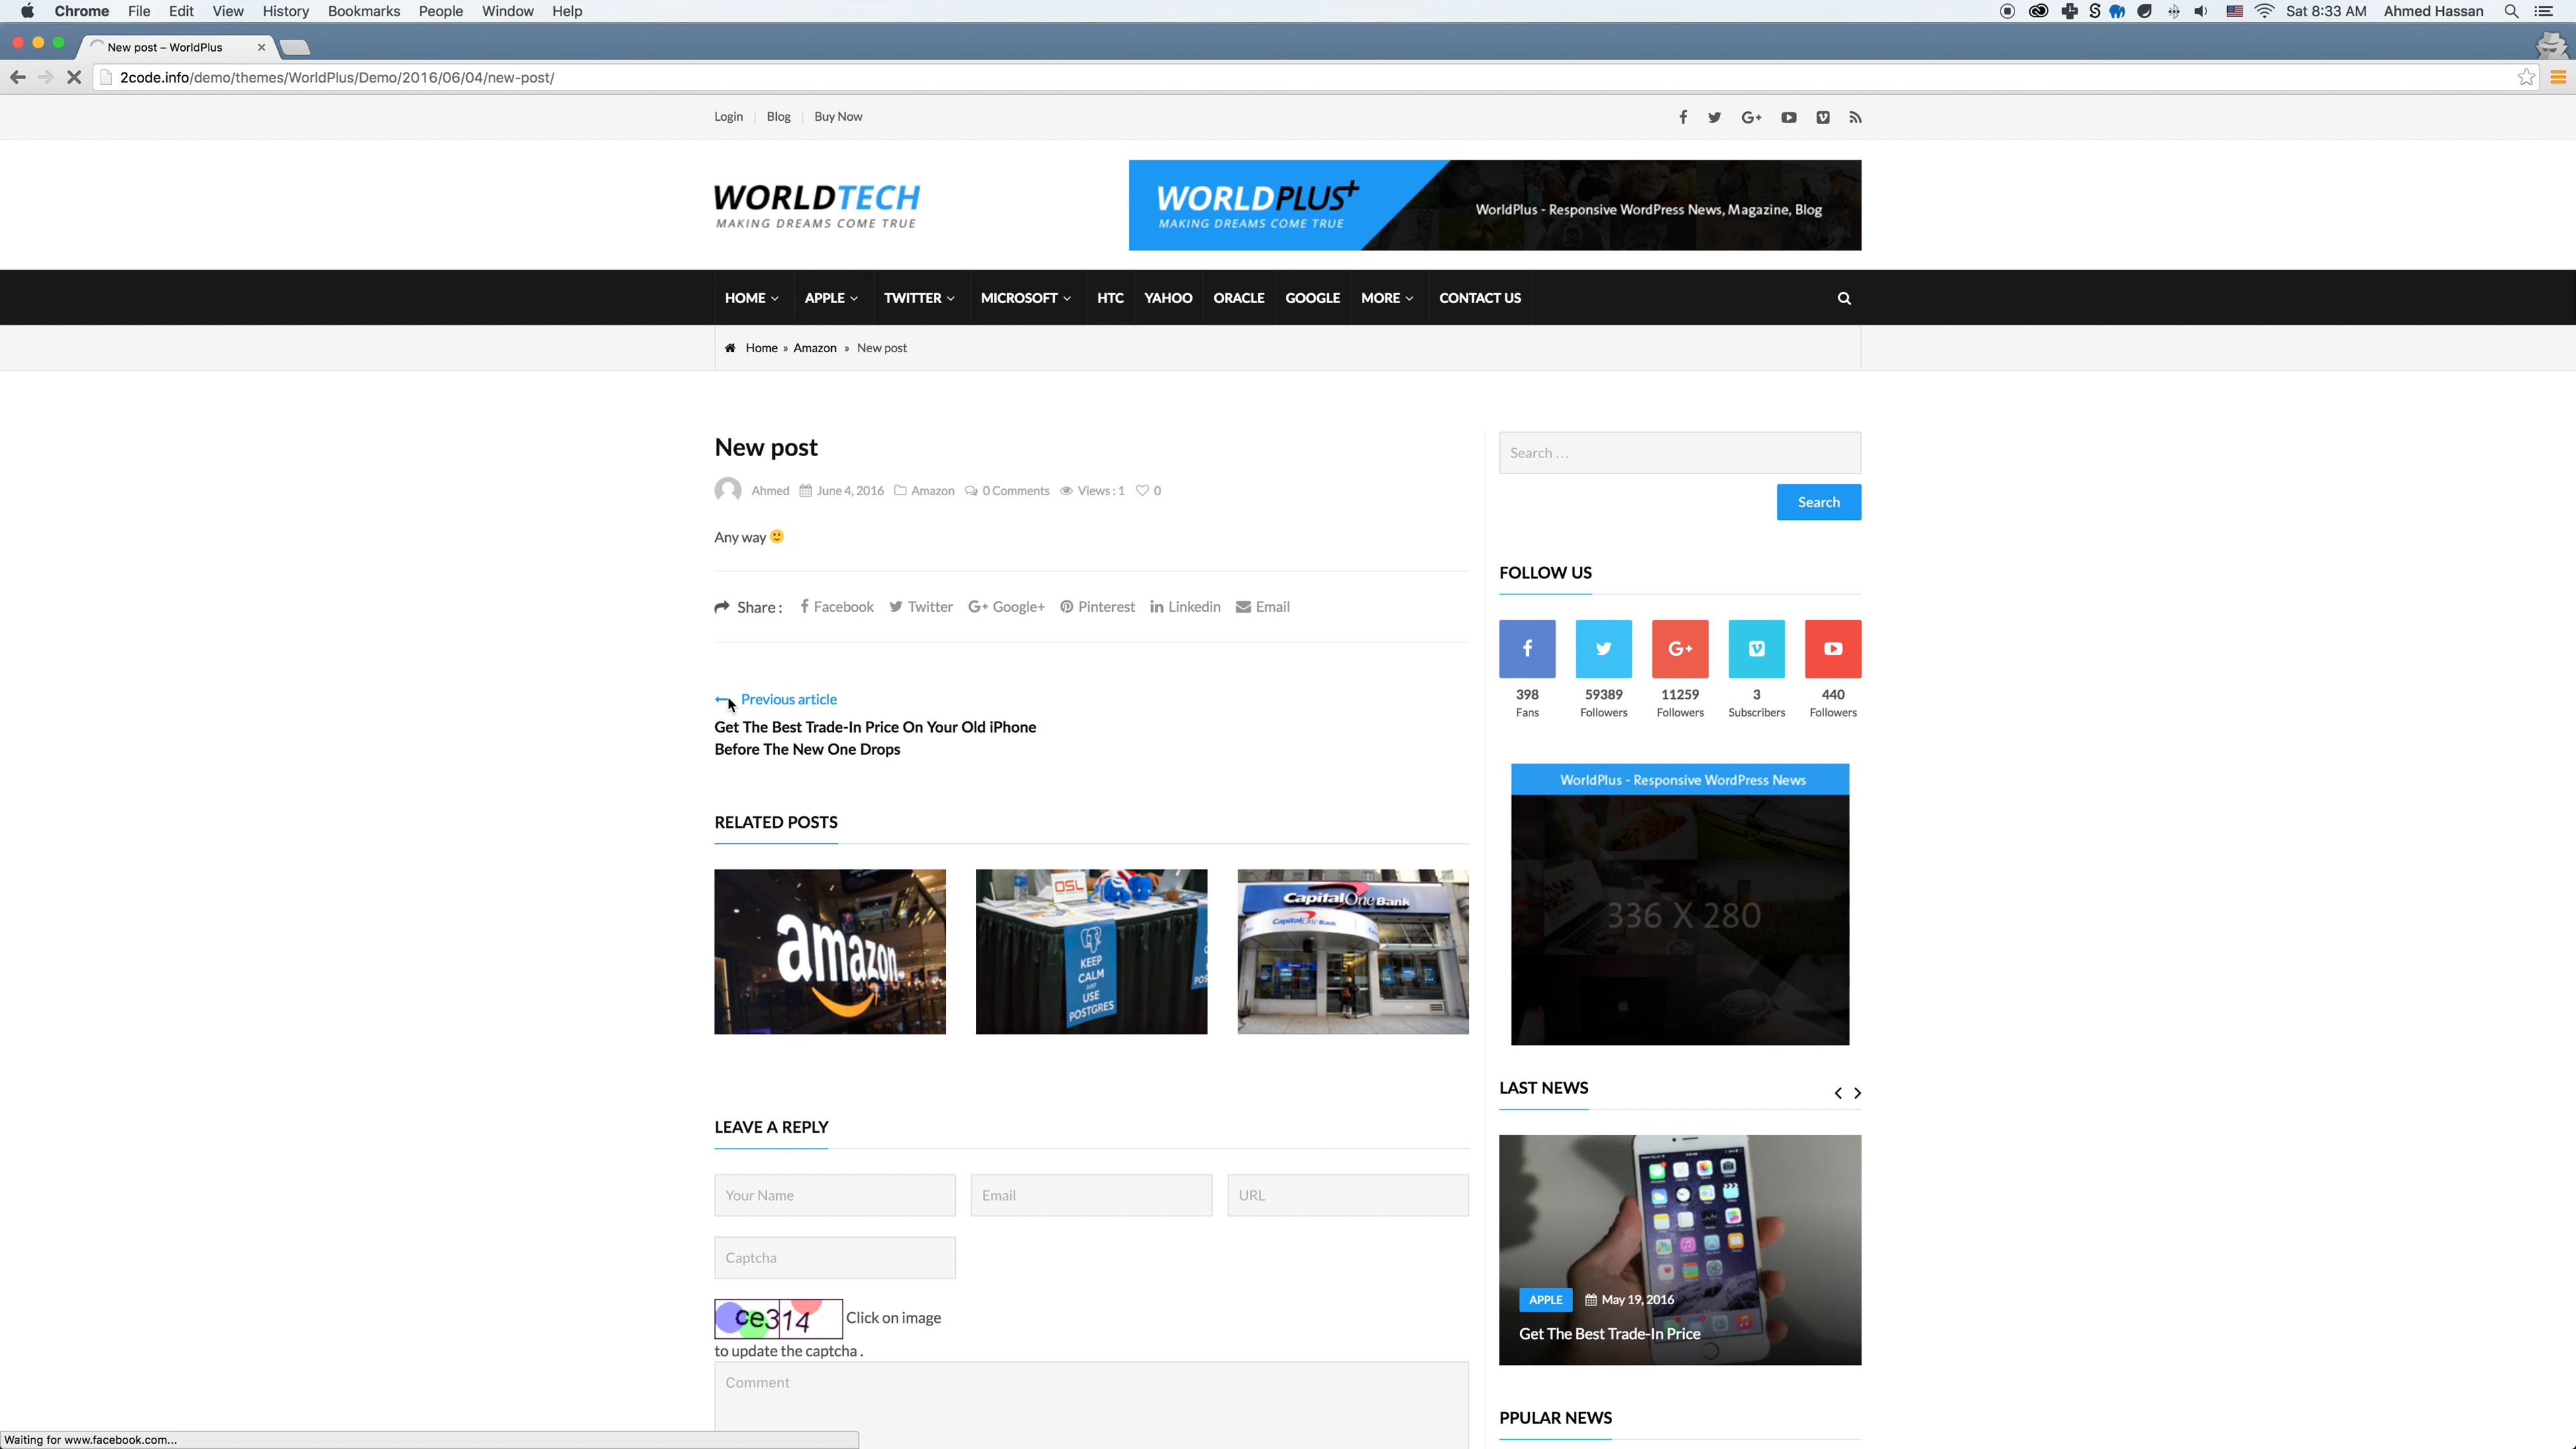 Chrome File Edit View History Bookmarks People Window Help Sat 8:33 AM Ahmed Hassan
New post – WorldPlus
2code.info/demo/themes/WorldPlus/Demo/2016/06/04/new-post/
Login Blog Buy Now
WORLDTECH
MAKING DREAMS COME TRUE
WORLDPLUS+
MAKING DREAMS COME TRUE
WorldPlus - Responsive WordPress News, Magazine, Blog
HOME APPLE TWITTER MICROSOFT HTC YAHOO ORACLE GOOGLE MORE CONTACT US
Home » Amazon » New post
New post
Ahmed June 4, 2016 Amazon 0 Comments Views : 1 0
Any way 🙂
Share : Facebook Twitter G+ Google+ Pinterest Linkedin Email
Previous article
Get The Best Trade-In Price On Your Old iPhone
Before The New One Drops
RELATED POSTS
amazon
OSL
KEEP
CALM
JUST
USE
POSTGRES
CapitalOne Bank
CapitalOne Bank
LEAVE A REPLY
Your Name Email URL
Captcha
ce314 Click on image
to update the captcha .
Comment
Search …
Search
FOLLOW US
398 59389 11259 3 440
Fans Followers Followers Subscribers Followers
WorldPlus - Responsive WordPress News
336 X 280
LAST NEWS
APPLE May 19, 2016
Get The Best Trade-In Price
PPULAR NEWS
Waiting for www.facebook.com...